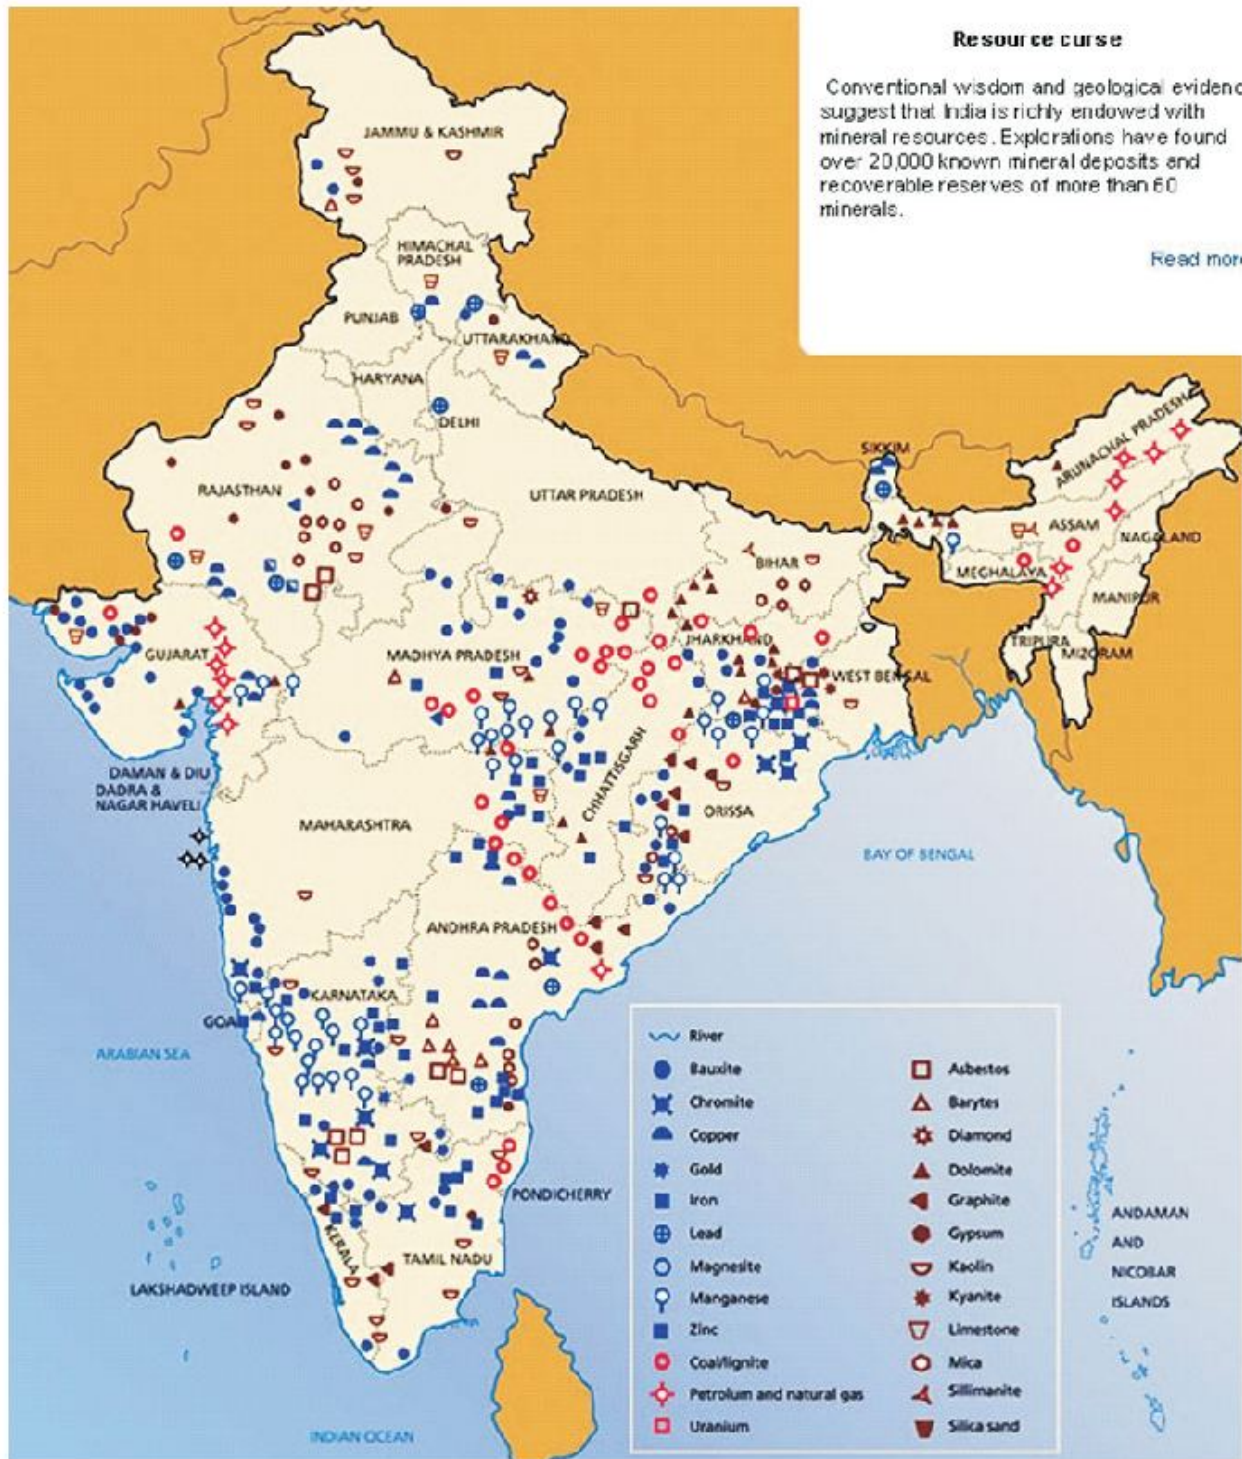 Resource curse
Conventional wisdom and geological evidenc
suggest that India is richly endowed with
mineral resources. Explorations have found
over 20,000 known mineral deposits and
recoverable reserves of more than 60
minerals.
Read more
JAMMU & KASHMIR
HIMACHAL
PRADESH
PUNJAB
UTTARAKHAND
HARYANA
DELHI
RAJASTHAN
UTTAR PRADESH
SIKKIM
ARUNACHAL PRADESH
ASSAM
NAGALAND
BIHAR
MEGHALAYA
MANIPUR
TRIPURA
MIZORAM
GUJARAT
MADHYA PRADESH
JHARKHAND
WEST BENGAL
CHHATTISGARH
DAMAN & DIU
DADRA &
NAGAR HAVELI
MAHARASHTRA
ORISSA
BAY OF BENGAL
ANDHRA PRADESH
KARNATAKA
GOA
ARABIAN SEA
PONDICHERRY
KERALA
TAMIL NADU
LAKSHADWEEP ISLAND
INDIAN OCEAN
ANDAMAN
AND
NICOBAR
ISLANDS
River
Bauxite
Chromite
Copper
Gold
Iron
Lead
Magnesite
Manganese
Zinc
Coal/lignite
Petrolum and natural gas
Uranium
Asbestos
Barytes
Diamond
Dolomite
Graphite
Gypsum
Kaolin
Kyanite
Limestone
Mica
Sillimanite
Silica sand